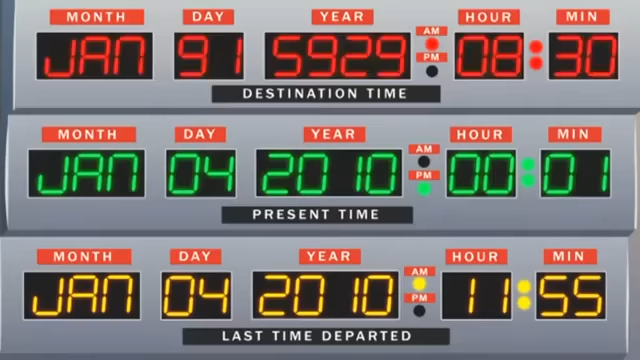 MONTH DAY YEAR AM PM HOUR MIN
JAN 91 5929 08:30
DESTINATION TIME
MONTH DAY YEAR AM PM HOUR MIN
JAN 04 2010 00:01
PRESENT TIME
MONTH DAY YEAR AM PM HOUR MIN
JAN 04 2010 11:55
LAST TIME DEPARTED